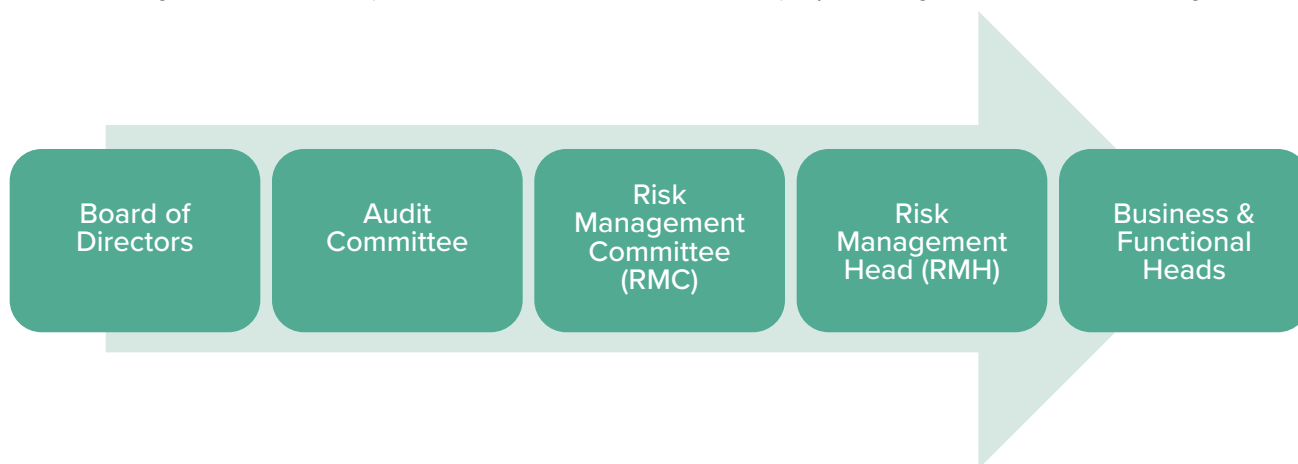 Board of
Directors
Audit
Committee
Risk
Management
Committee
(RMC)
Risk
Management
Head (RMH)
Business &
Functional
Heads